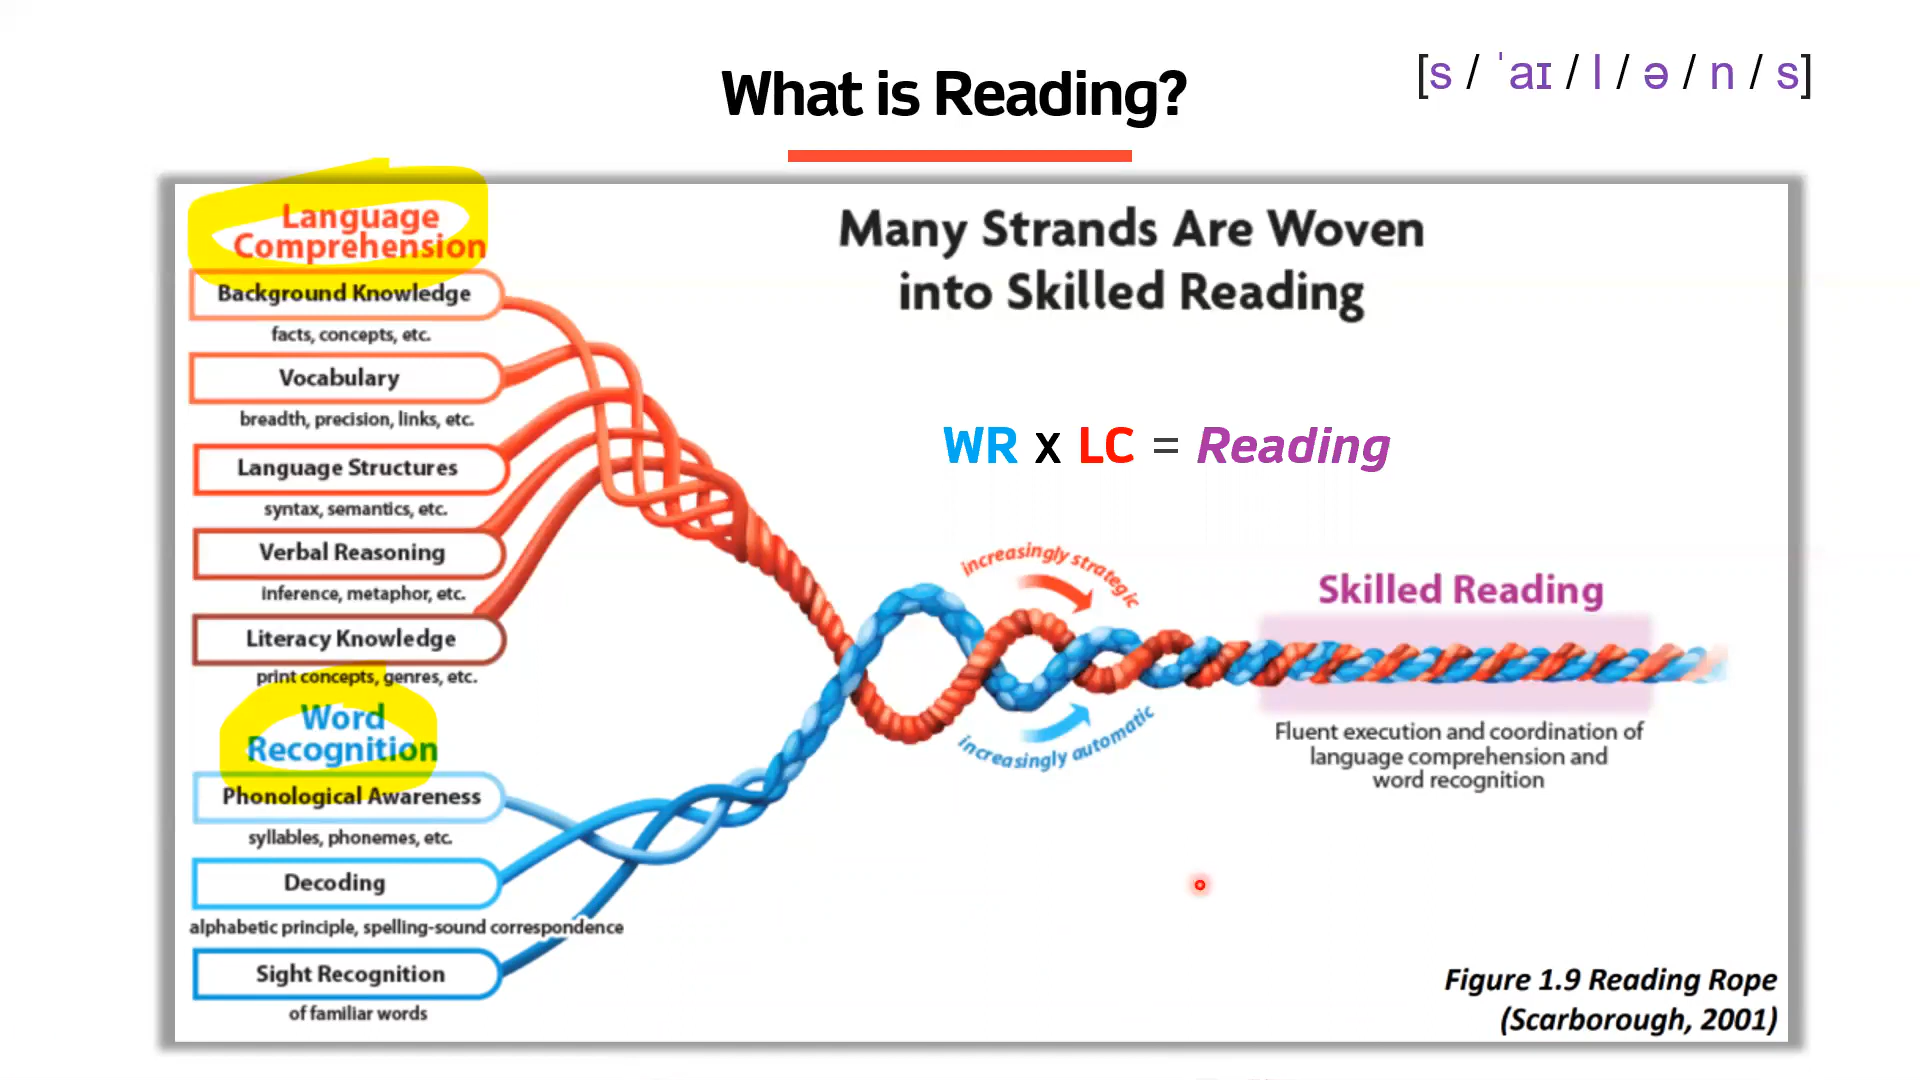 What is Reading?
[s / ˈaɪ / l / ə / n / s]
Language
Comprehension
Background Knowledge
facts, concepts, etc.
Vocabulary
breadth, precision, links, etc.
Language Structures
syntax, semantics, etc.
Verbal Reasoning
inference, metaphor, etc.
Literacy Knowledge
print concepts, genres, etc.
Word
Recognition
Phonological Awareness
syllables, phonemes, etc.
Decoding
alphabetic principle, spelling-sound correspondence
Sight Recognition
of familiar words
Many Strands Are Woven
into Skilled Reading
WR x LC = Reading
increasingly strategic
increasingly automatic
Skilled Reading
Fluent execution and coordination of
language comprehension and
word recognition
Figure 1.9 Reading Rope
(Scarborough, 2001)